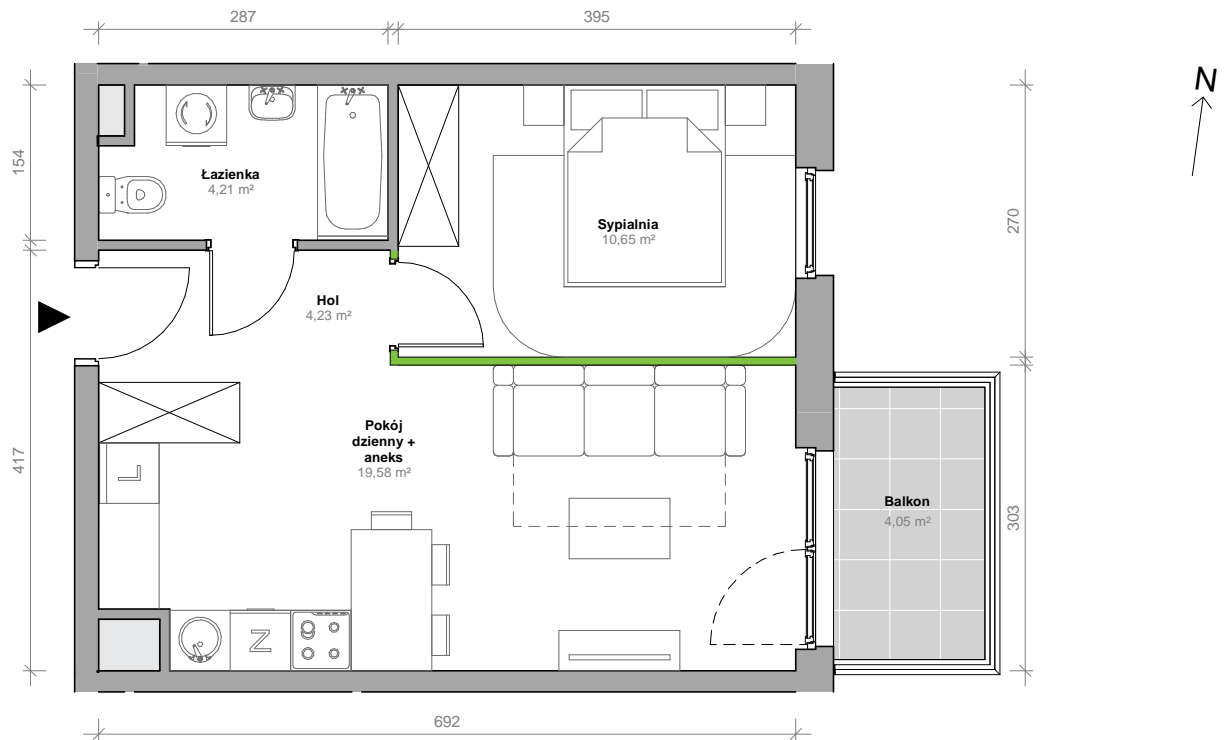 287
395
N
154
Łazienka
4,21 m²
Sypialnia
10,65 m²
270
Hol
4,23 m²
417
L
Pokój
dzienny +
aneks
19,58 m²
Balkon
4,05 m²
303
Z
692